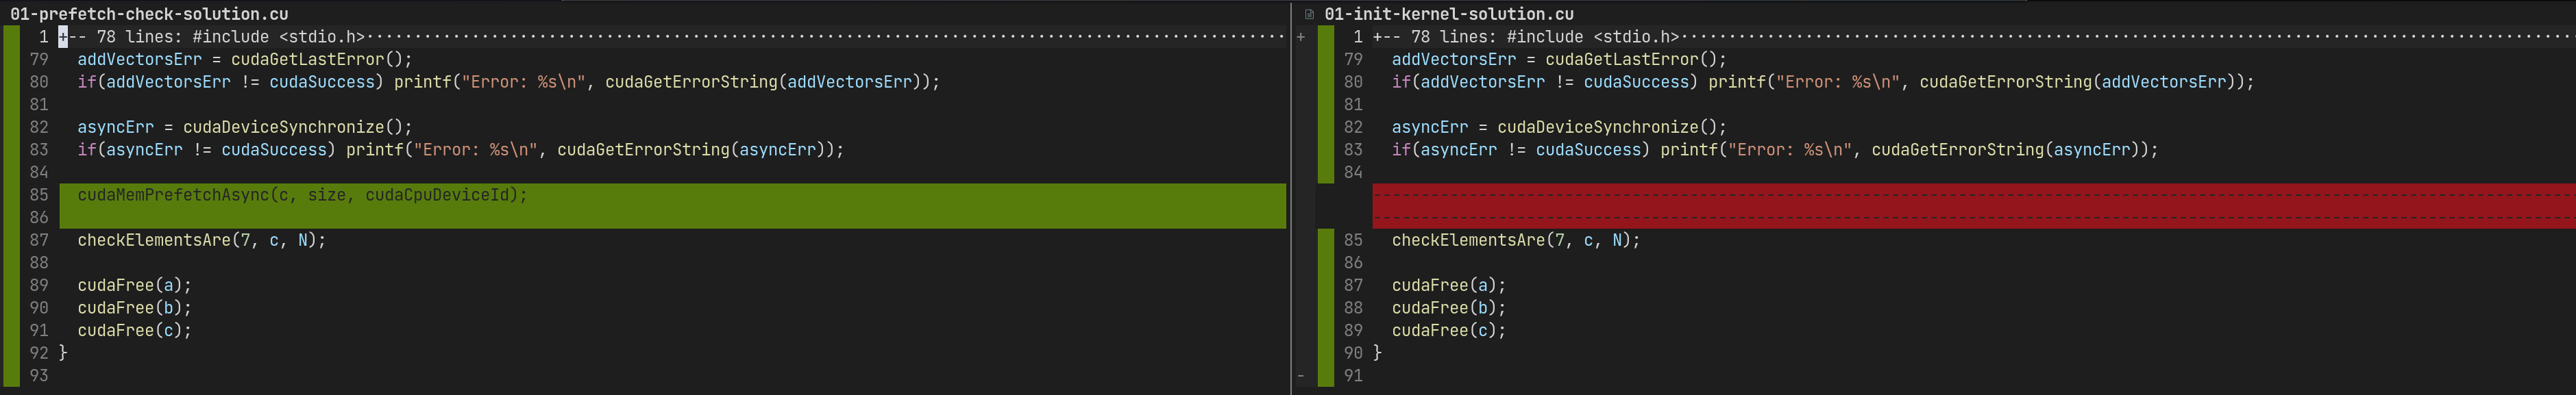 01-prefetch-check-solution.cu
1 +-- 78 lines: #include <stdio.h>·······················································································
79 addVectorsErr = cudaGetLastError();
80 if(addVectorsErr != cudaSuccess) printf("Error: %s\n", cudaGetErrorString(addVectorsErr));
81
82 asyncErr = cudaDeviceSynchronize();
83 if(asyncErr != cudaSuccess) printf("Error: %s\n", cudaGetErrorString(asyncErr));
84
85 cudaMemPrefetchAsync(c, size, cudaCpuDeviceId);
86
87 checkElementsAre(7, c, N);
88
89 cudaFree(a);
90 cudaFree(b);
91 cudaFree(c);
92 }
93
01-init-kernel-solution.cu
+ 1 +-- 78 lines: #include <stdio.h>·······················································································
79 addVectorsErr = cudaGetLastError();
80 if(addVectorsErr != cudaSuccess) printf("Error: %s\n", cudaGetErrorString(addVectorsErr));
81
82 asyncErr = cudaDeviceSynchronize();
83 if(asyncErr != cudaSuccess) printf("Error: %s\n", cudaGetErrorString(asyncErr));
84
85 checkElementsAre(7, c, N);
86
87 cudaFree(a);
88 cudaFree(b);
89 cudaFree(c);
90 }
- 91